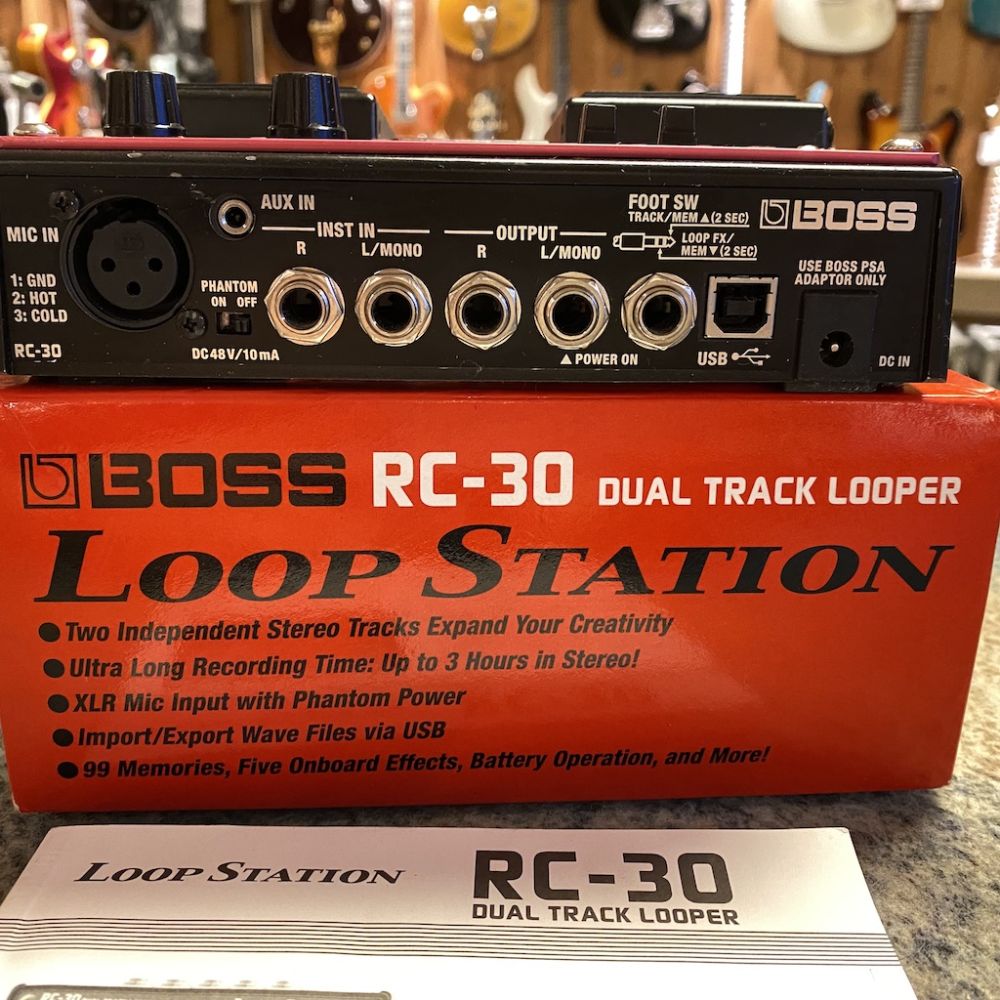 AUX IN
MIC IN
1: GND
2: HOT
3: COLD
RC-30
PHANTOM
ON OFF
DC48V/10mA
INST IN
R L/MONO
OUTPUT
R L/MONO
▲ POWER ON
FOOT SW
TRACK/MEM ▲ (2 SEC)
LOOP FX/
MEM ▼ (2 SEC)
BOSS
USB
USE BOSS PSA
ADAPTOR ONLY
DC IN
BOSS RC-30 DUAL TRACK LOOPER
LOOP STATION
● Two Independent Stereo Tracks Expand Your Creativity
● Ultra Long Recording Time: Up to 3 Hours in Stereo!
● XLR Mic Input with Phantom Power
● Import/Export Wave Files via USB
● 99 Memories, Five Onboard Effects, Battery Operation, and More!
LOOP STATION RC-30
DUAL TRACK LOOPER
RC-30